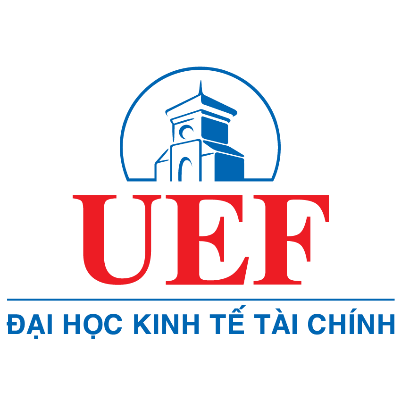 UEF
ĐẠI HỌC KINH TẾ TÀI CHÍNH